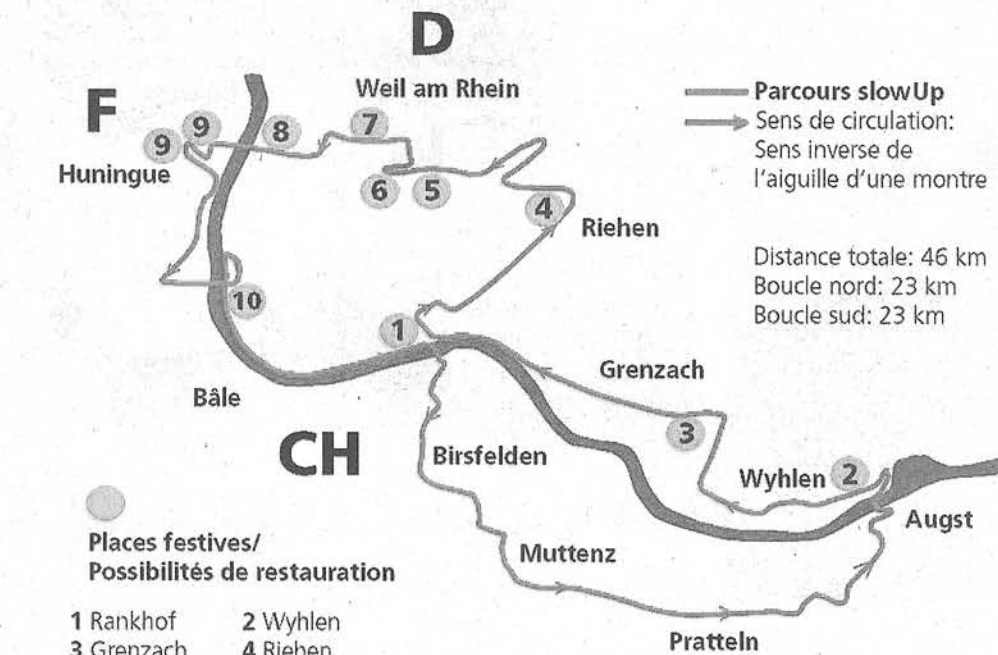 D
Weil am Rhein
F
9
9
8
7
Huningue
6
5
4
Riehen
10
1
Bâle
CH
Grenzach
3
Birsfelden
Wyhlen
2
Augst
Muttenz
Pratteln
Parcours slowUp
Sens de circulation:
Sens inverse de
l'aiguille d'une montre
Distance totale: 46 km
Boucle nord: 23 km
Boucle sud: 23 km
Places festives/
Possibilités de restauration
1 Rankhof 2 Wyhlen
3 Grenzach 4 Riehen